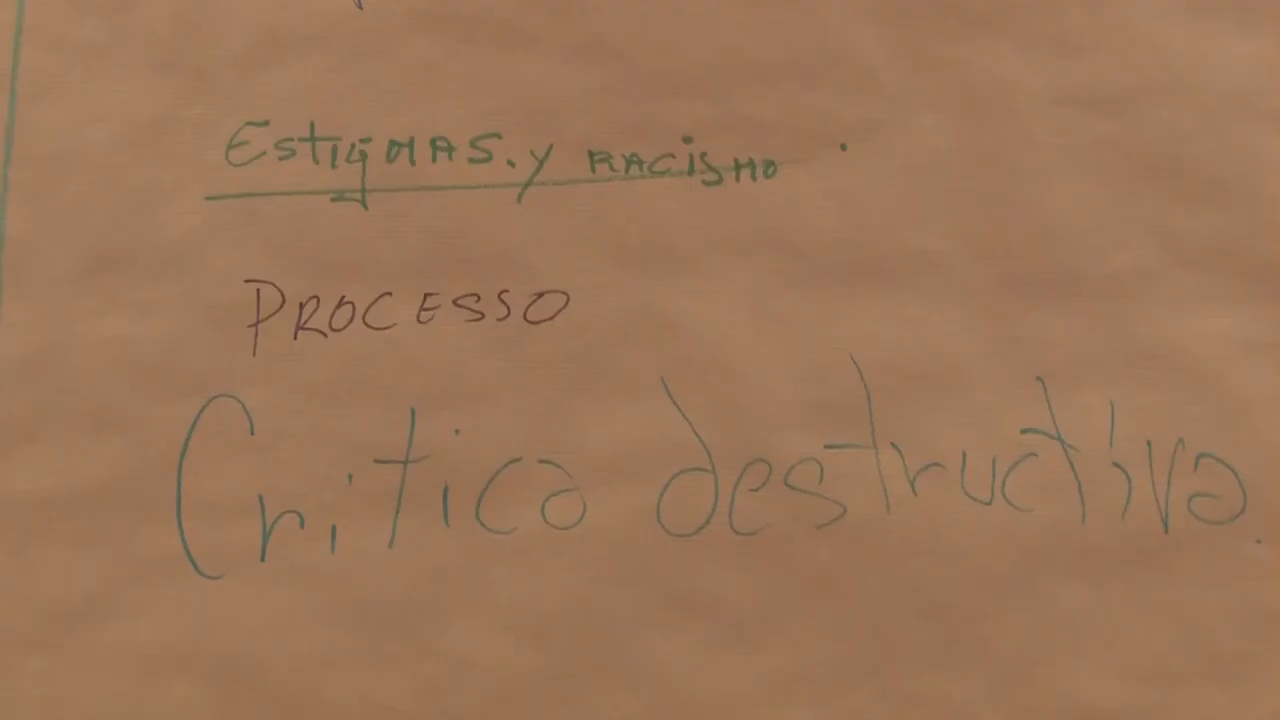 Estigmas. y racismo .
PROCESSO
Critica destructiva.